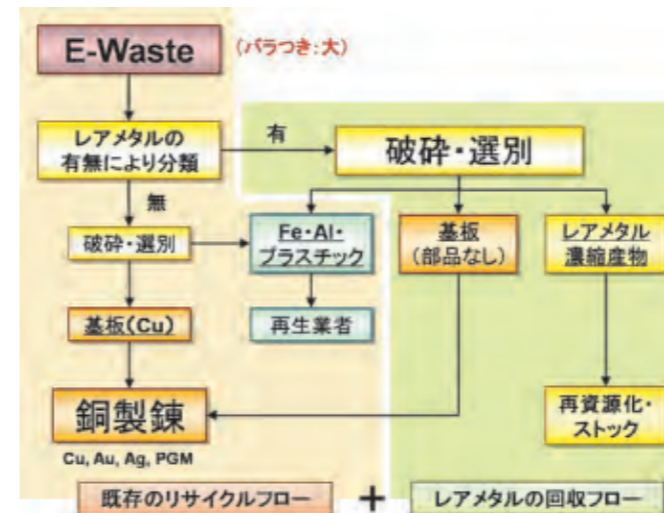 E-Waste
(バラつき:大)
レアメタルの
有無により分類
有
破砕・選別
無
破砕・選別
Fe・Al・
プラスチック
基板
(部品なし)
レアメタル
濃縮産物
基板(Cu)
再生業者
銅製錬
再資源化・
ストック
Cu, Au, Ag, PGM
既存のリサイクルフロー
+
レアメタルの回収フロー